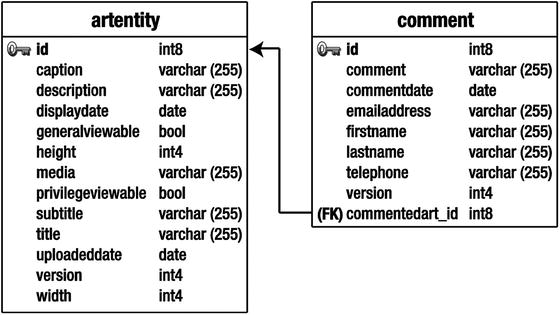 artentity
id int8
caption varchar (255)
description varchar (255)
displaydate date
generalviewable bool
height int4
media varchar (255)
privilegeviewable bool
subtitle varchar (255)
title varchar (255)
uploadeddate date
version int4
width int4
comment
id int8
comment varchar (255)
commentdate date
emailaddress varchar (255)
firstname varchar (255)
lastname varchar (255)
telephone varchar (255)
version int4
(FK) commentedart_id int8